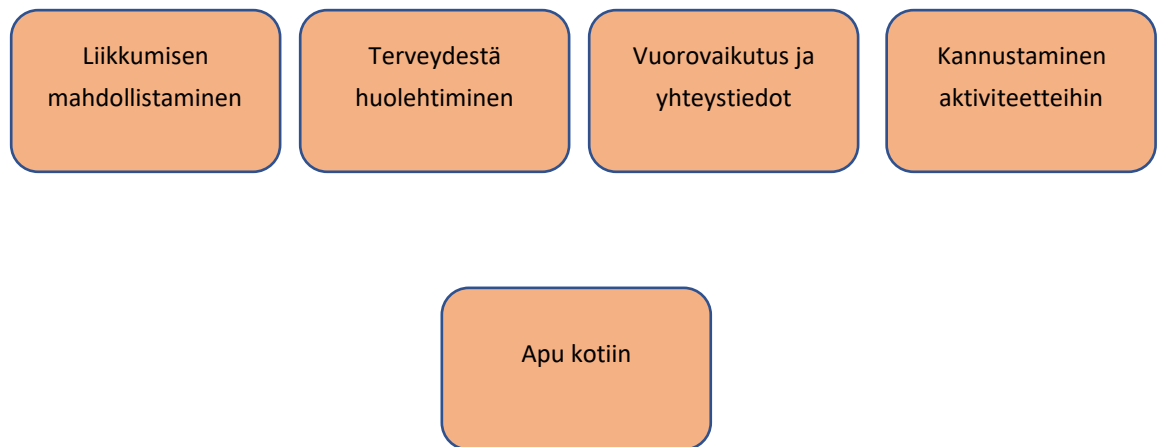 Liikkumisen
mahdollistaminen
Terveydestä
huolehtiminen
Vuorovaikutus ja
yhteystiedot
Kannustaminen
aktiviteetteihin
Apu kotiin